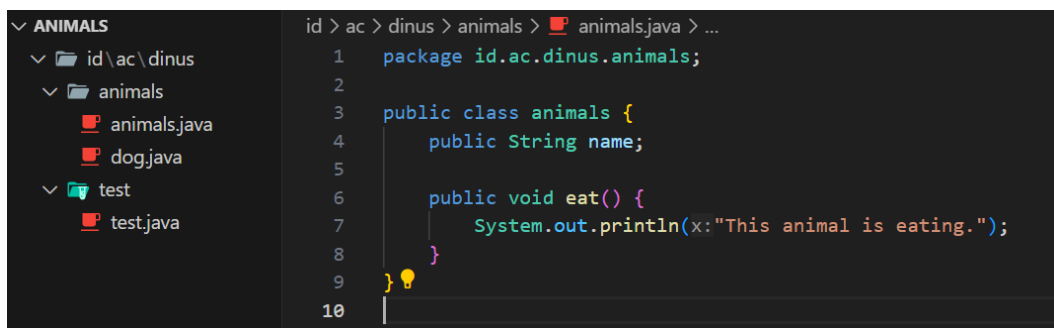 ANIMALS
id\ac\dinus
animals
animals.java
dog.java
test
test.java
id > ac > dinus > animals > animals.java > ...
1 package id.ac.dinus.animals;
2
3 public class animals {
4 public String name;
5
6 public void eat() {
7 System.out.println(x:"This animal is eating.");
8 }
9 }
10